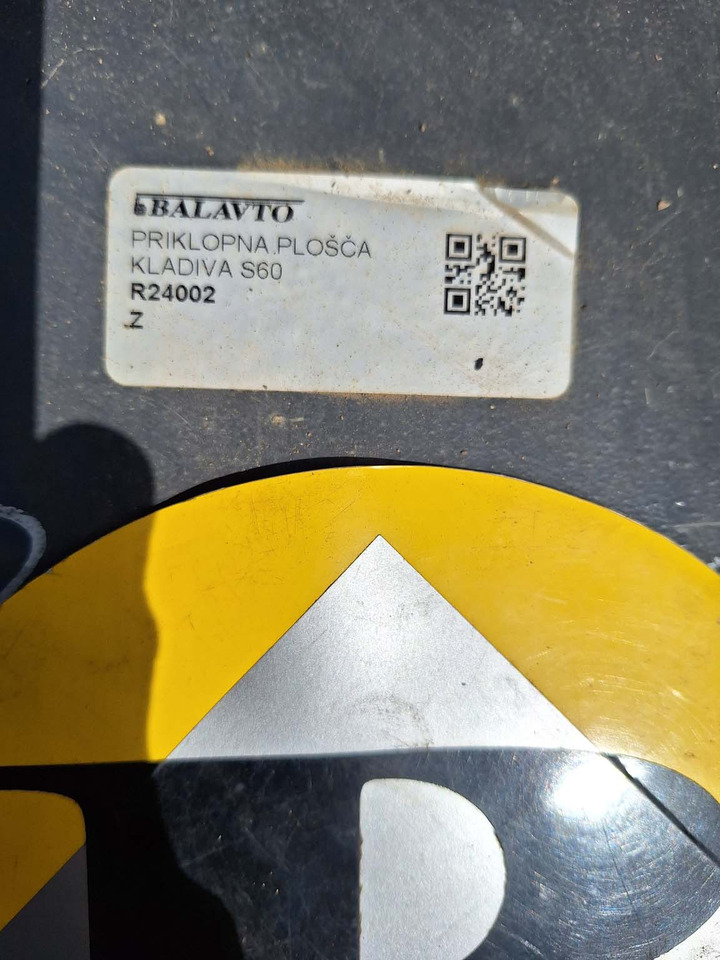 BALAVTO
PRIKLOPNA PLOŠČA
KLADIVA S60
R24002
Z